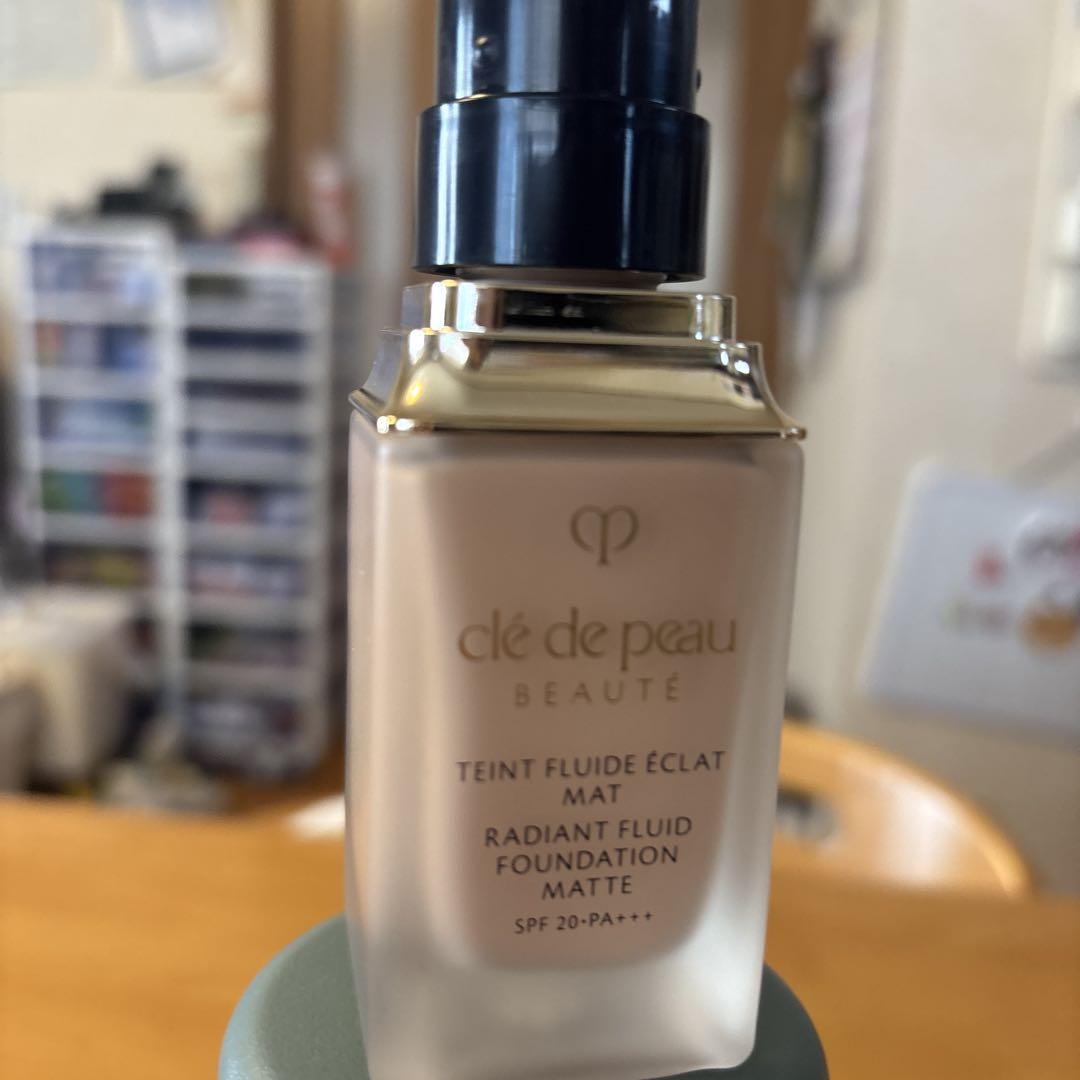 clé de peau
BEAUTÉ
TEINT FLUIDE ÉCLAT
MAT
RADIANT FLUID
FOUNDATION
MATTE
SPF 20•PA+++